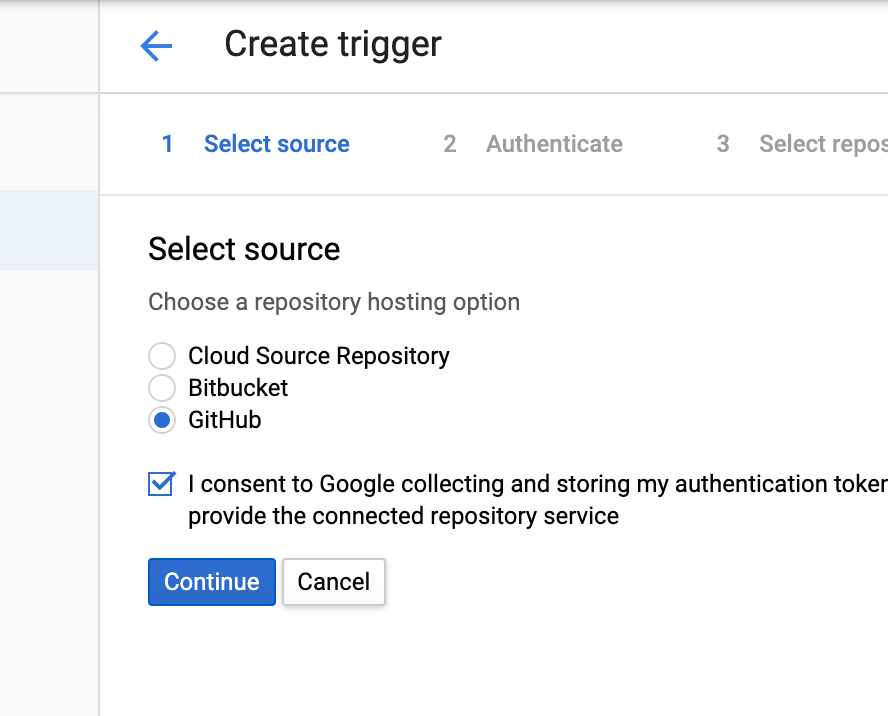 Create trigger
1 Select source 2 Authenticate 3 Select repos
Select source
Choose a repository hosting option
Cloud Source Repository
Bitbucket
GitHub
I consent to Google collecting and storing my authentication token
provide the connected repository service
Continue Cancel